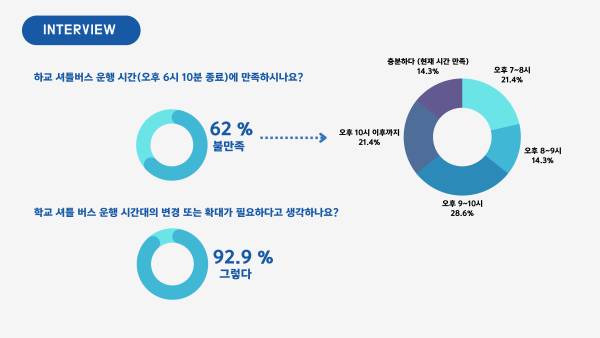 INTERVIEW
하교 셔틀버스 운행 시간(오후 6시 10분 종료)에 만족하시나요?
62 %
불만족
충분하다 (현재 시간 만족)
14.3%
오후 7~8시
21.4%
오후 10시 이후까지
21.4%
오후 8~9시
14.3%
오후 9~10시
28.6%
학교 셔틀 버스 운행 시간대의 변경 또는 확대가 필요하다고 생각하나요?
92.9 %
그렇다